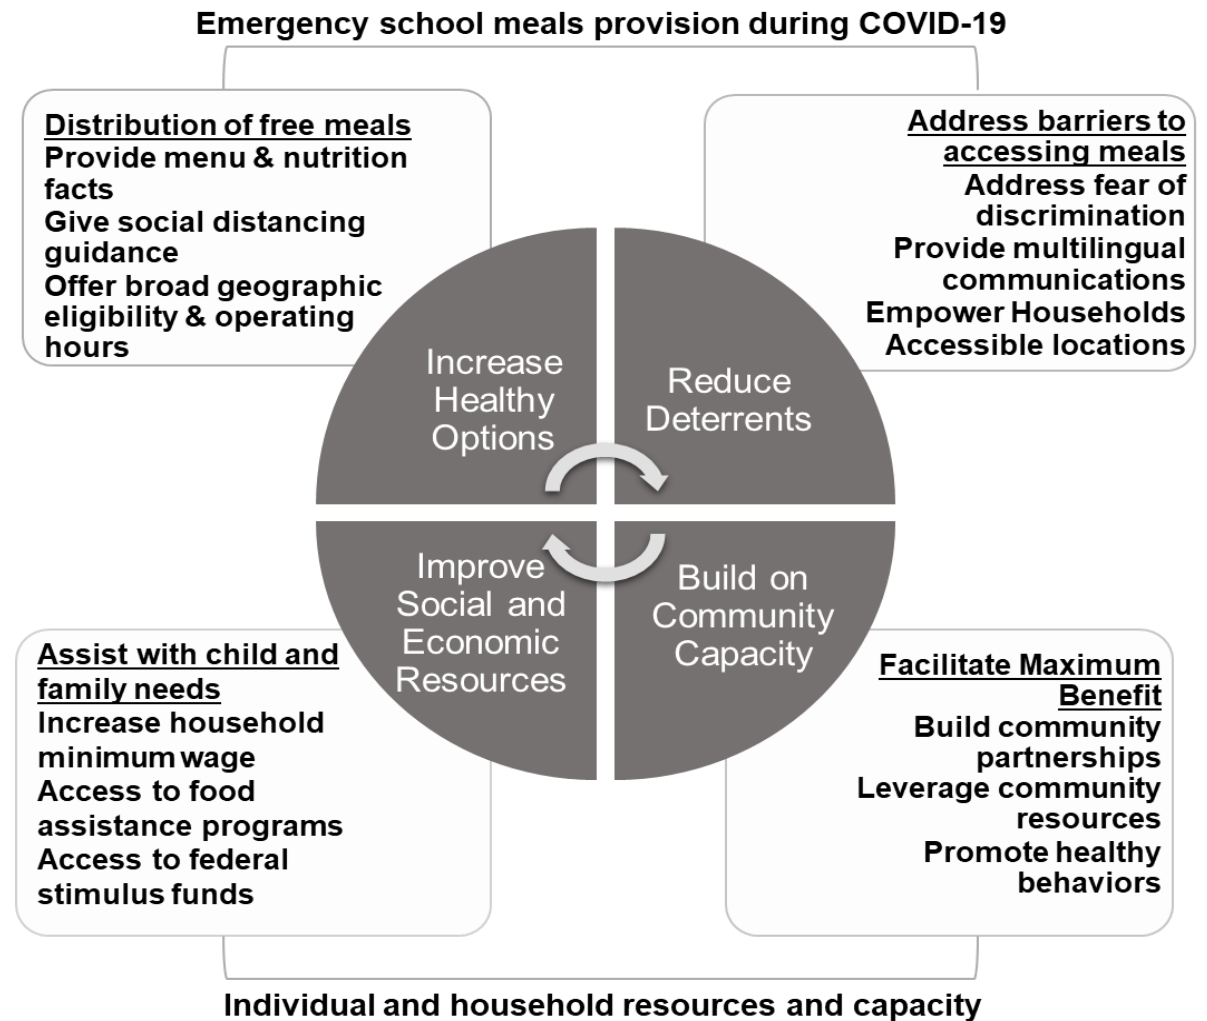 Emergency school meals provision during COVID-19
Distribution of free meals
Provide menu & nutrition
facts
Give social distancing
guidance
Offer broad geographic
eligibility & operating
hours
Address barriers to
accessing meals
Address fear of
discrimination
Provide multilingual
communications
Empower Households
Accessible locations
Increase
Healthy
Options
Reduce
Deterrents
Improve
Social and
Economic
Resources
Build on
Community
Capacity
Assist with child and
family needs
Increase household
minimum wage
Access to food
assistance programs
Access to federal
stimulus funds
Facilitate Maximum
Benefit
Build community
partnerships
Leverage community
resources
Promote healthy
behaviors
Individual and household resources and capacity